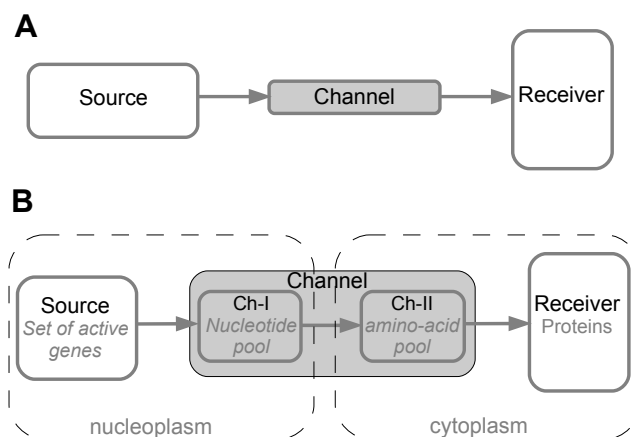 A
Source
Channel
Receiver
B
Channel
Source
Set of active
genes
Ch-I
Nucleotide
pool
Ch-II
amino-acid
pool
Receiver
Proteins
nucleoplasm
cytoplasm